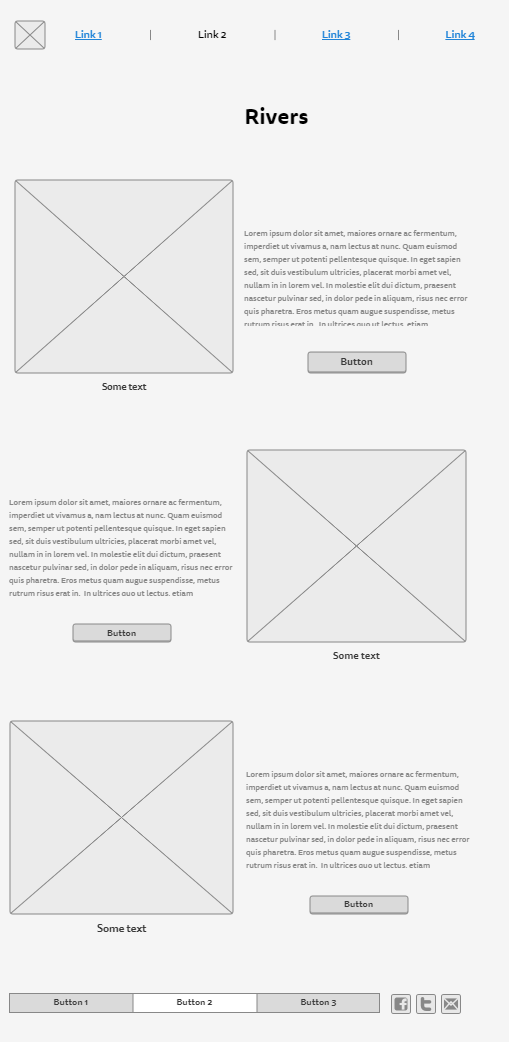 Link 1 | Link 2 | Link 3 | Link 4
Rivers
Lorem ipsum dolor sit amet, maiores ornare ac fermentum,
imperdiet ut vivamus a, nam lectus at nunc. Quam euismod
sem, semper ut potenti pellentesque quisque. In eget sapien
sed, sit duis vestibulum ultricies, placerat morbi amet vel,
nullam in in lorem vel. In molestie elit dui dictum, praesent
nascetur pulvinar sed, in dolor pede in aliquam, risus nec error
quis pharetra. Eros metus quam augue suspendisse, metus
rutrum risus erat in. In ultrices quo ut lectus. etiam
Button
Some text
Lorem ipsum dolor sit amet, maiores ornare ac fermentum,
imperdiet ut vivamus a, nam lectus at nunc. Quam euismod
sem, semper ut potenti pellentesque quisque. In eget sapien
sed, sit duis vestibulum ultricies, placerat morbi amet vel,
nullam in in lorem vel. In molestie elit dui dictum, praesent
nascetur pulvinar sed, in dolor pede in aliquam, risus nec error
quis pharetra. Eros metus quam augue suspendisse, metus
rutrum risus erat in. In ultrices quo ut lectus. etiam
Button
Some text
Lorem ipsum dolor sit amet, maiores ornare ac fermentum,
imperdiet ut vivamus a, nam lectus at nunc. Quam euismod
sem, semper ut potenti pellentesque quisque. In eget sapien
sed, sit duis vestibulum ultricies, placerat morbi amet vel,
nullam in in lorem vel. In molestie elit dui dictum, praesent
nascetur pulvinar sed, in dolor pede in aliquam, risus nec error
quis pharetra. Eros metus quam augue suspendisse, metus
rutrum risus erat in. In ultrices quo ut lectus. etiam
Button
Some text
Button 1 Button 2 Button 3